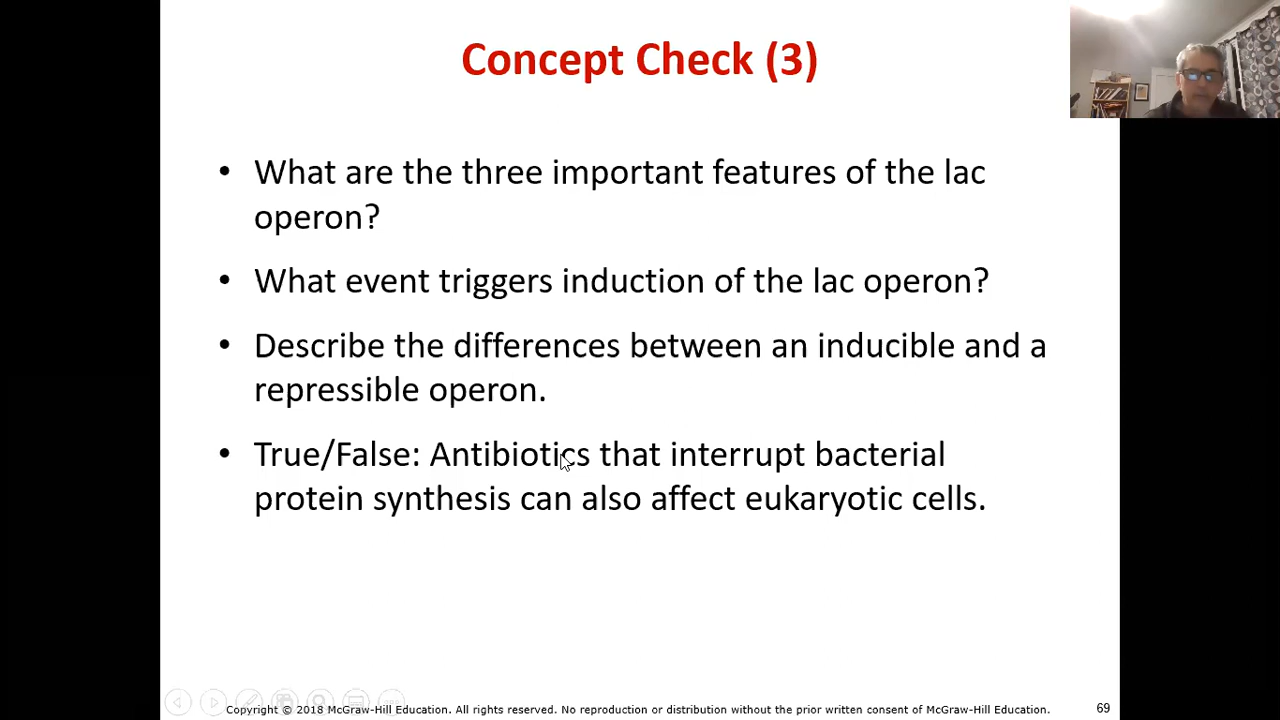 Concept Check (3)
• What are the three important features of the lac
operon?
• What event triggers induction of the lac operon?
• Describe the differences between an inducible and a
repressible operon.
• True/False: Antibiotics that interrupt bacterial
protein synthesis can also affect eukaryotic cells.
Copyright © 2018 McGraw-Hill Education. All rights reserved. No reproduction or distribution without the prior written consent of McGraw-Hill Education.
69